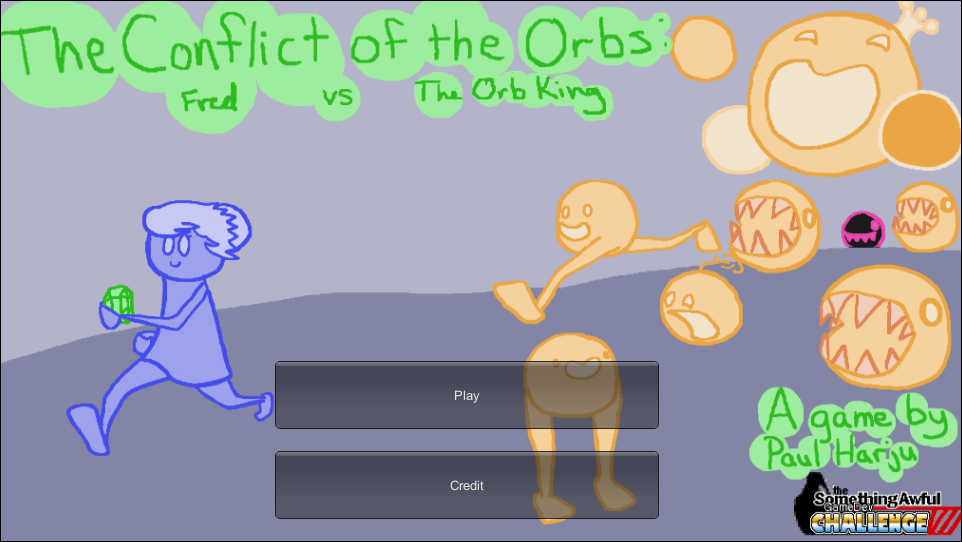 The Conflict of the Orbs:
Fred vs The Orb King
Play
Credit
A game by
Paul Harju
the
Something Awful
GameDev
CHALLENGE